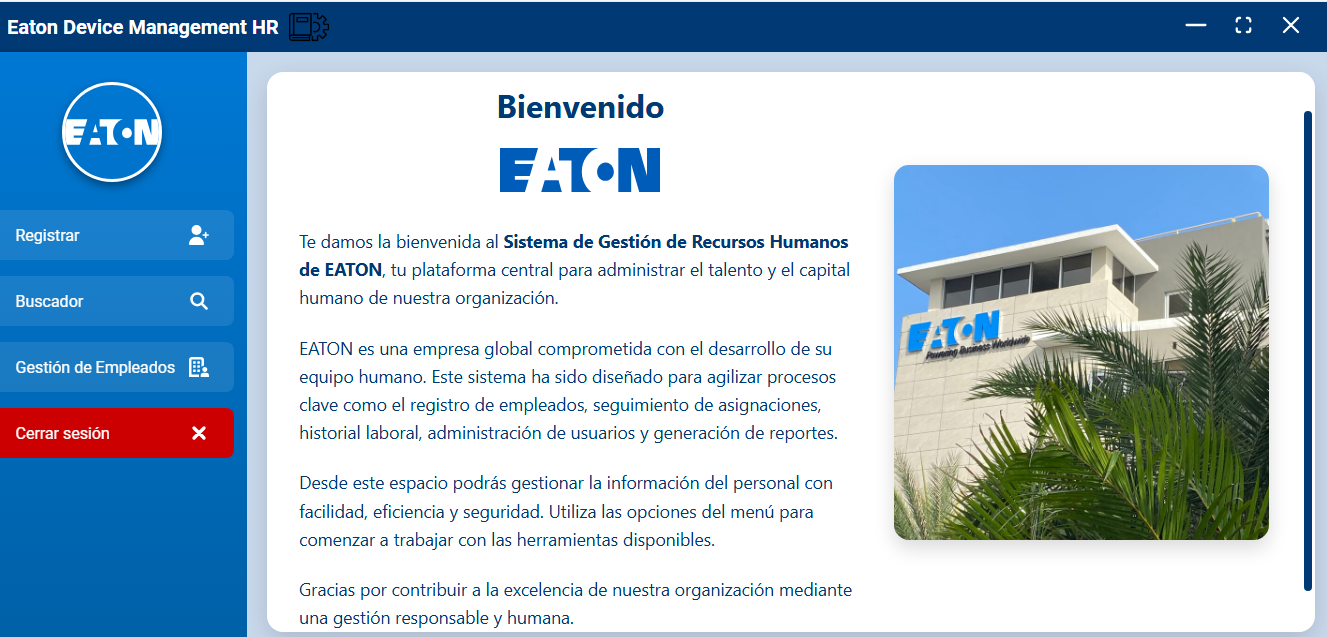 Eaton Device Management HR
EATON
Registrar
Buscador
Gestión de Empleados
Cerrar sesión
Bienvenido
EATON
Te damos la bienvenida al Sistema de Gestión de Recursos Humanos
de EATON, tu plataforma central para administrar el talento y el capital
humano de nuestra organización.
EATON es una empresa global comprometida con el desarrollo de su
equipo humano. Este sistema ha sido diseñado para agilizar procesos
clave como el registro de empleados, seguimiento de asignaciones,
historial laboral, administración de usuarios y generación de reportes.
Desde este espacio podrás gestionar la información del personal con
facilidad, eficiencia y seguridad. Utiliza las opciones del menú para
comenzar a trabajar con las herramientas disponibles.
Gracias por contribuir a la excelencia de nuestra organización mediante
una gestión responsable y humana.
EATON
Powering Business Worldwide